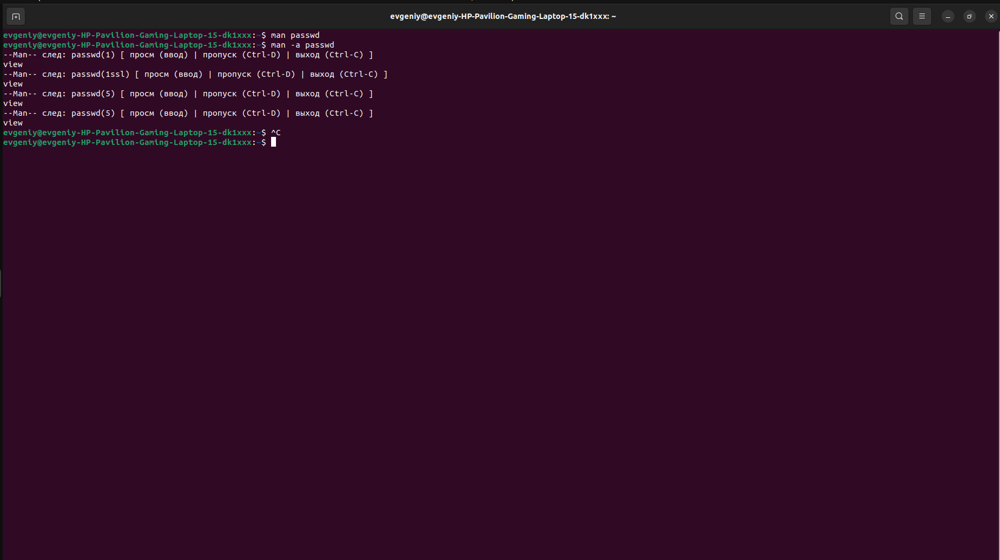 evgeniy@evgeniy-HP-Pavilion-Gaming-Laptop-15-dk1xxx: ~
evgeniy@evgeniy-HP-Pavilion-Gaming-Laptop-15-dk1xxx:~$ man passwd
evgeniy@evgeniy-HP-Pavilion-Gaming-Laptop-15-dk1xxx:~$ man -a passwd
--Man-- след: passwd(1) [ просм (ввод) | пропуск (Ctrl-D) | выход (Ctrl-C) ]
view
--Man-- след: passwd(1ssl) [ просм (ввод) | пропуск (Ctrl-D) | выход (Ctrl-C) ]
view
--Man-- след: passwd(5) [ просм (ввод) | пропуск (Ctrl-D) | выход (Ctrl-C) ]
view
--Man-- след: passwd(5) [ просм (ввод) | пропуск (Ctrl-D) | выход (Ctrl-C) ]
view
evgeniy@evgeniy-HP-Pavilion-Gaming-Laptop-15-dk1xxx:~$ ^C
evgeniy@evgeniy-HP-Pavilion-Gaming-Laptop-15-dk1xxx:~$